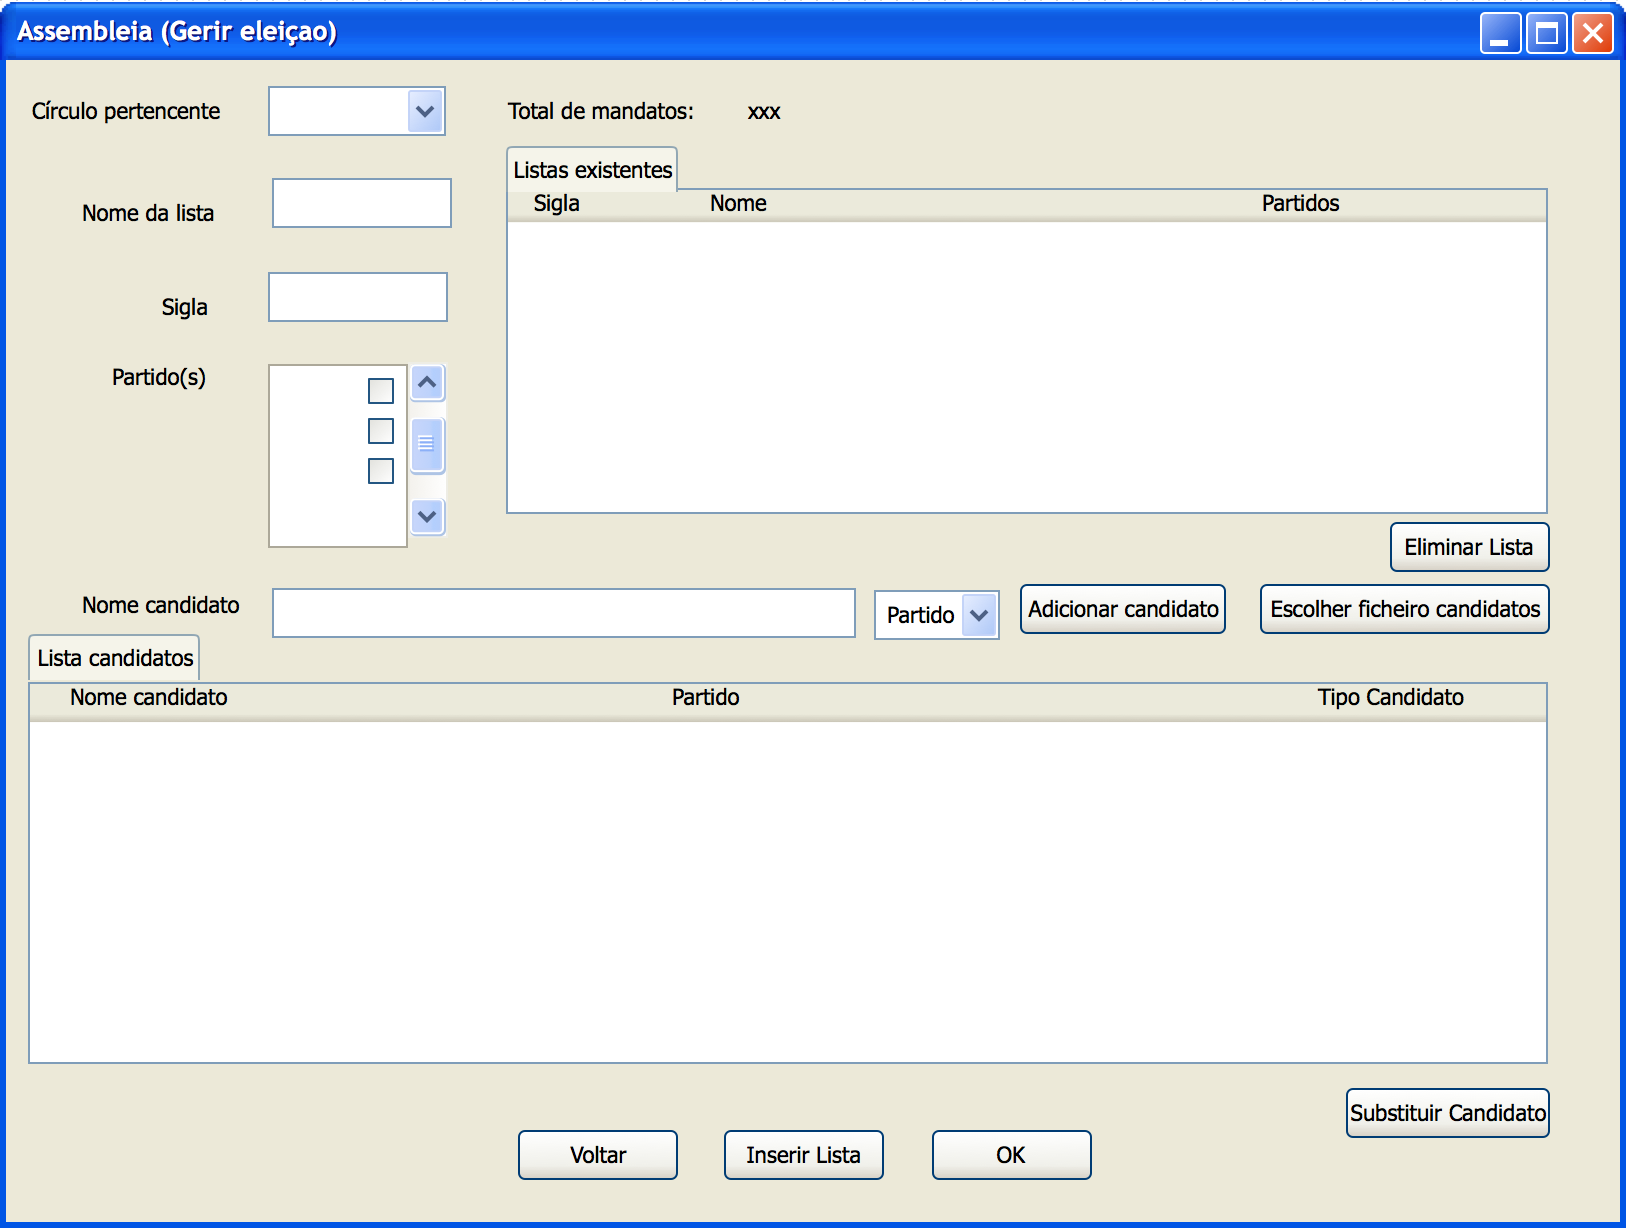 Assembleia (Gerir eleiçao)
Círculo pertencente
Total de mandatos: xxx
Listas existentes
Sigla Nome Partidos
Nome da lista
Sigla
Partido(s)
Eliminar Lista
Nome candidato
Partido
Adicionar candidato
Escolher ficheiro candidatos
Lista candidatos
Nome candidato Partido Tipo Candidato
Substituir Candidato
Voltar
Inserir Lista
OK